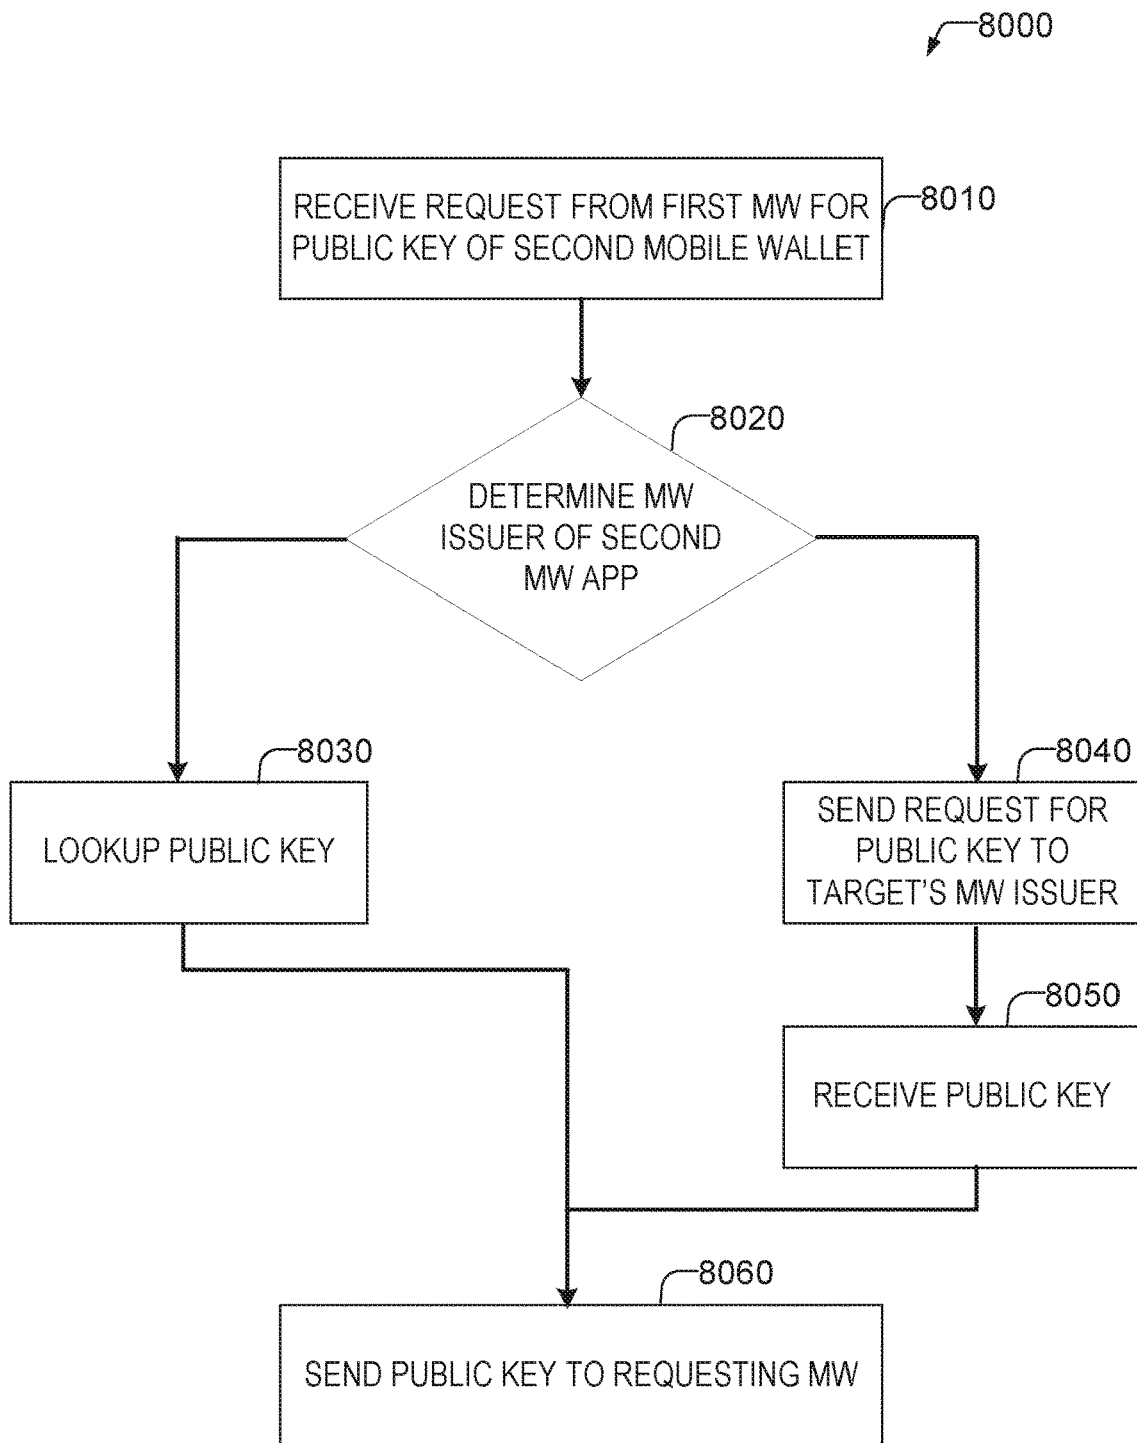 8000
RECEIVE REQUEST FROM FIRST MW FOR
PUBLIC KEY OF SECOND MOBILE WALLET
8010
8020
DETERMINE MW
ISSUER OF SECOND
MW APP
8030
LOOKUP PUBLIC KEY
8040
SEND REQUEST FOR
PUBLIC KEY TO
TARGET'S MW ISSUER
8050
RECEIVE PUBLIC KEY
8060
SEND PUBLIC KEY TO REQUESTING MW